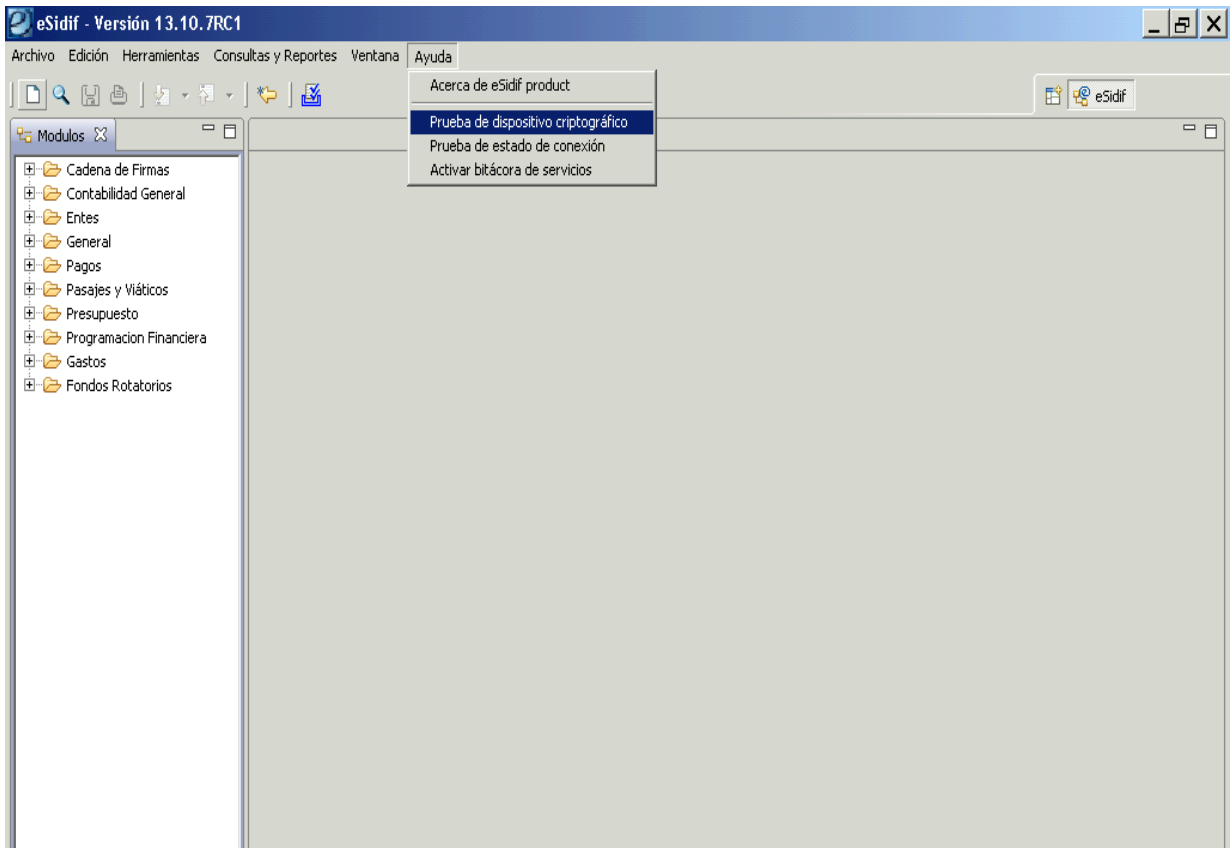 eSidif - Versión 13.10.7RC1
Archivo Edición Herramientas Consultas y Reportes Ventana Ayuda
Acerca de eSidif product
Prueba de dispositivo criptográfico
Prueba de estado de conexión
Activar bitácora de servicios
eSidif
Modulos
Cadena de Firmas
Contabilidad General
Entes
General
Pagos
Pasajes y Viáticos
Presupuesto
Programacion Financiera
Gastos
Fondos Rotatorios